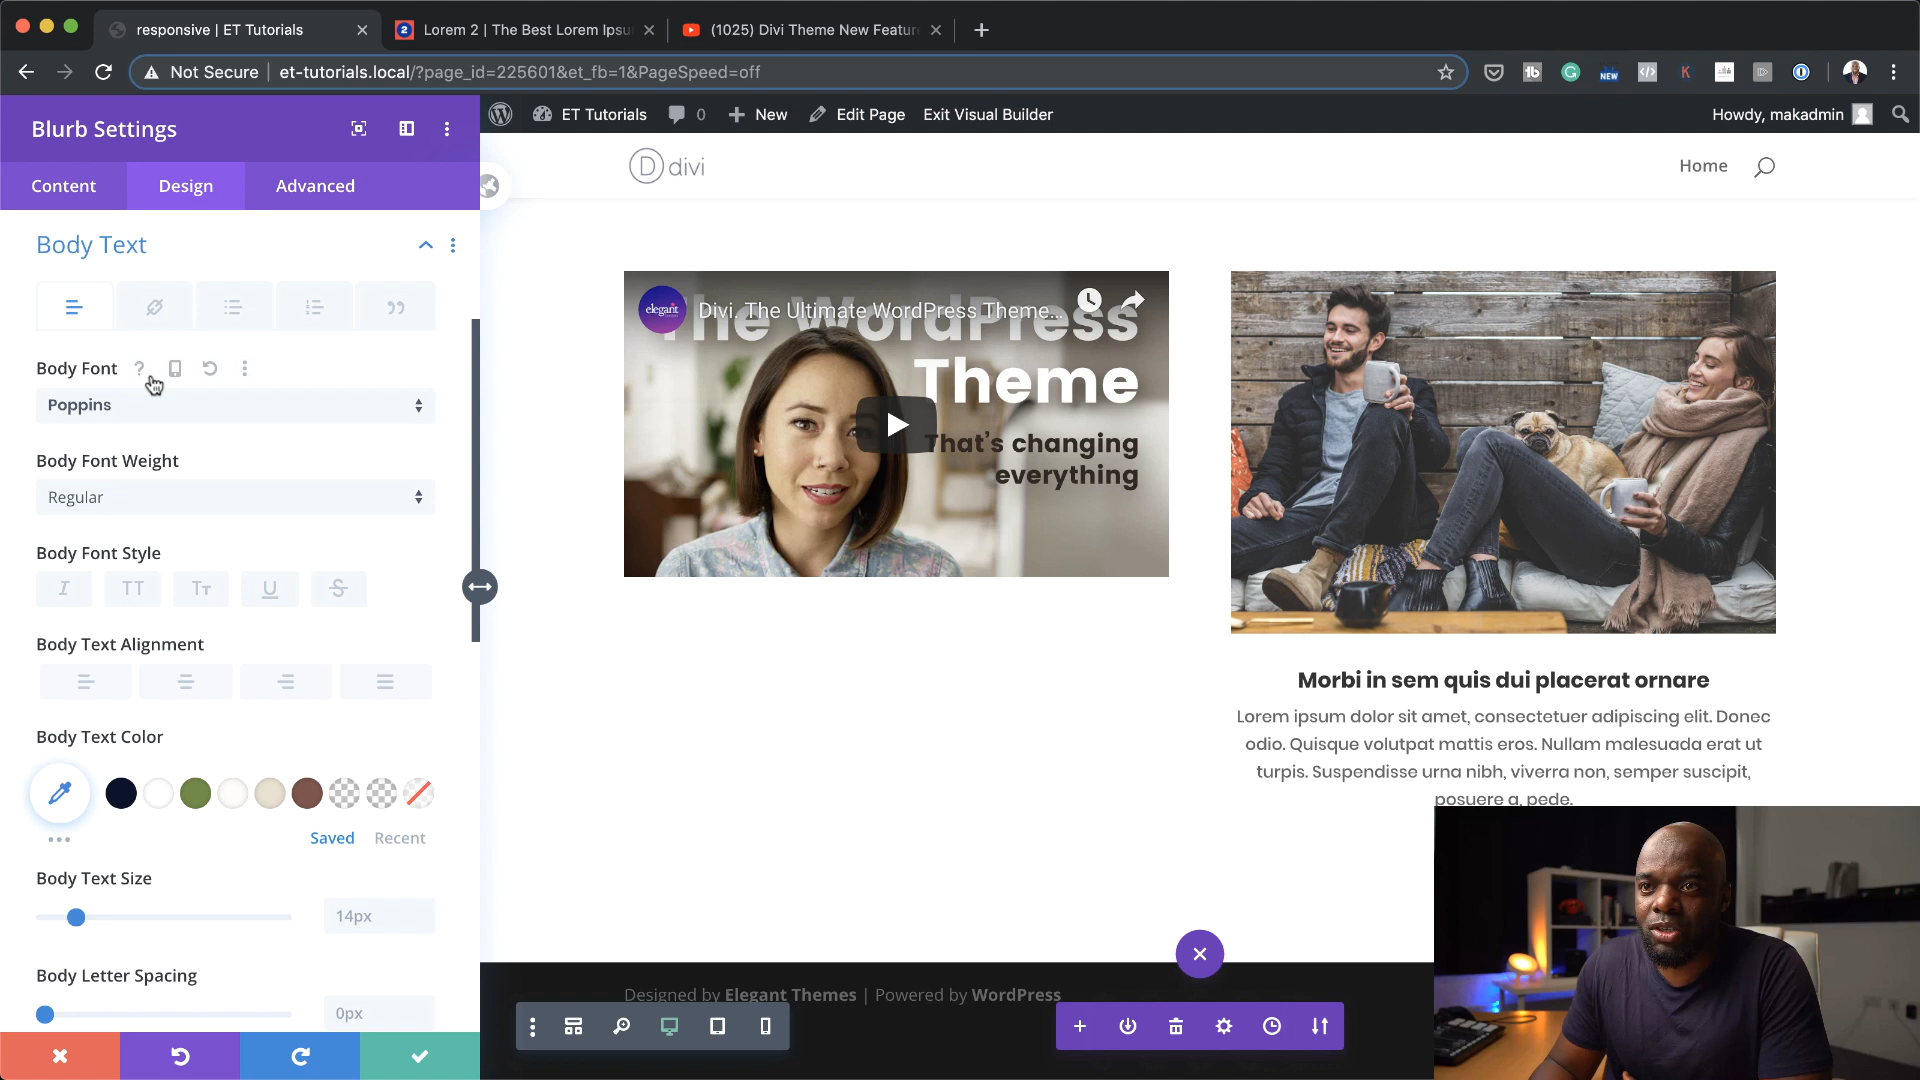 responsive | ET Tutorials
Lorem 2 | The Best Lorem Ipsu
(1025) Divi Theme New Featur
Not Secure | et-tutorials.local/?page_id=225601&et_fb=1&PageSpeed=off
ET Tutorials 0 New Edit Page Exit Visual Builder
Howdy, makadmin
Blurb Settings
Content Design Advanced
divi
Home
Body Text
Body Font
Poppins
Body Font Weight
Regular
Body Font Style
I TT Tт U S
Body Text Alignment
Body Text Color
Saved Recent
Body Text Size
14px
Body Letter Spacing
0px
elegant
Divi. The Ultimate WordPress Theme...
The WordPress
Theme
That's changing
everything
Morbi in sem quis dui placerat ornare
Lorem ipsum dolor sit amet, consectetuer adipiscing elit. Donec
odio. Quisque volutpat mattis eros. Nullam malesuada erat ut
turpis. Suspendisse urna nibh, viverra non, semper suscipit,
posuere a, pede.
Designed by Elegant Themes | Powered by WordPress